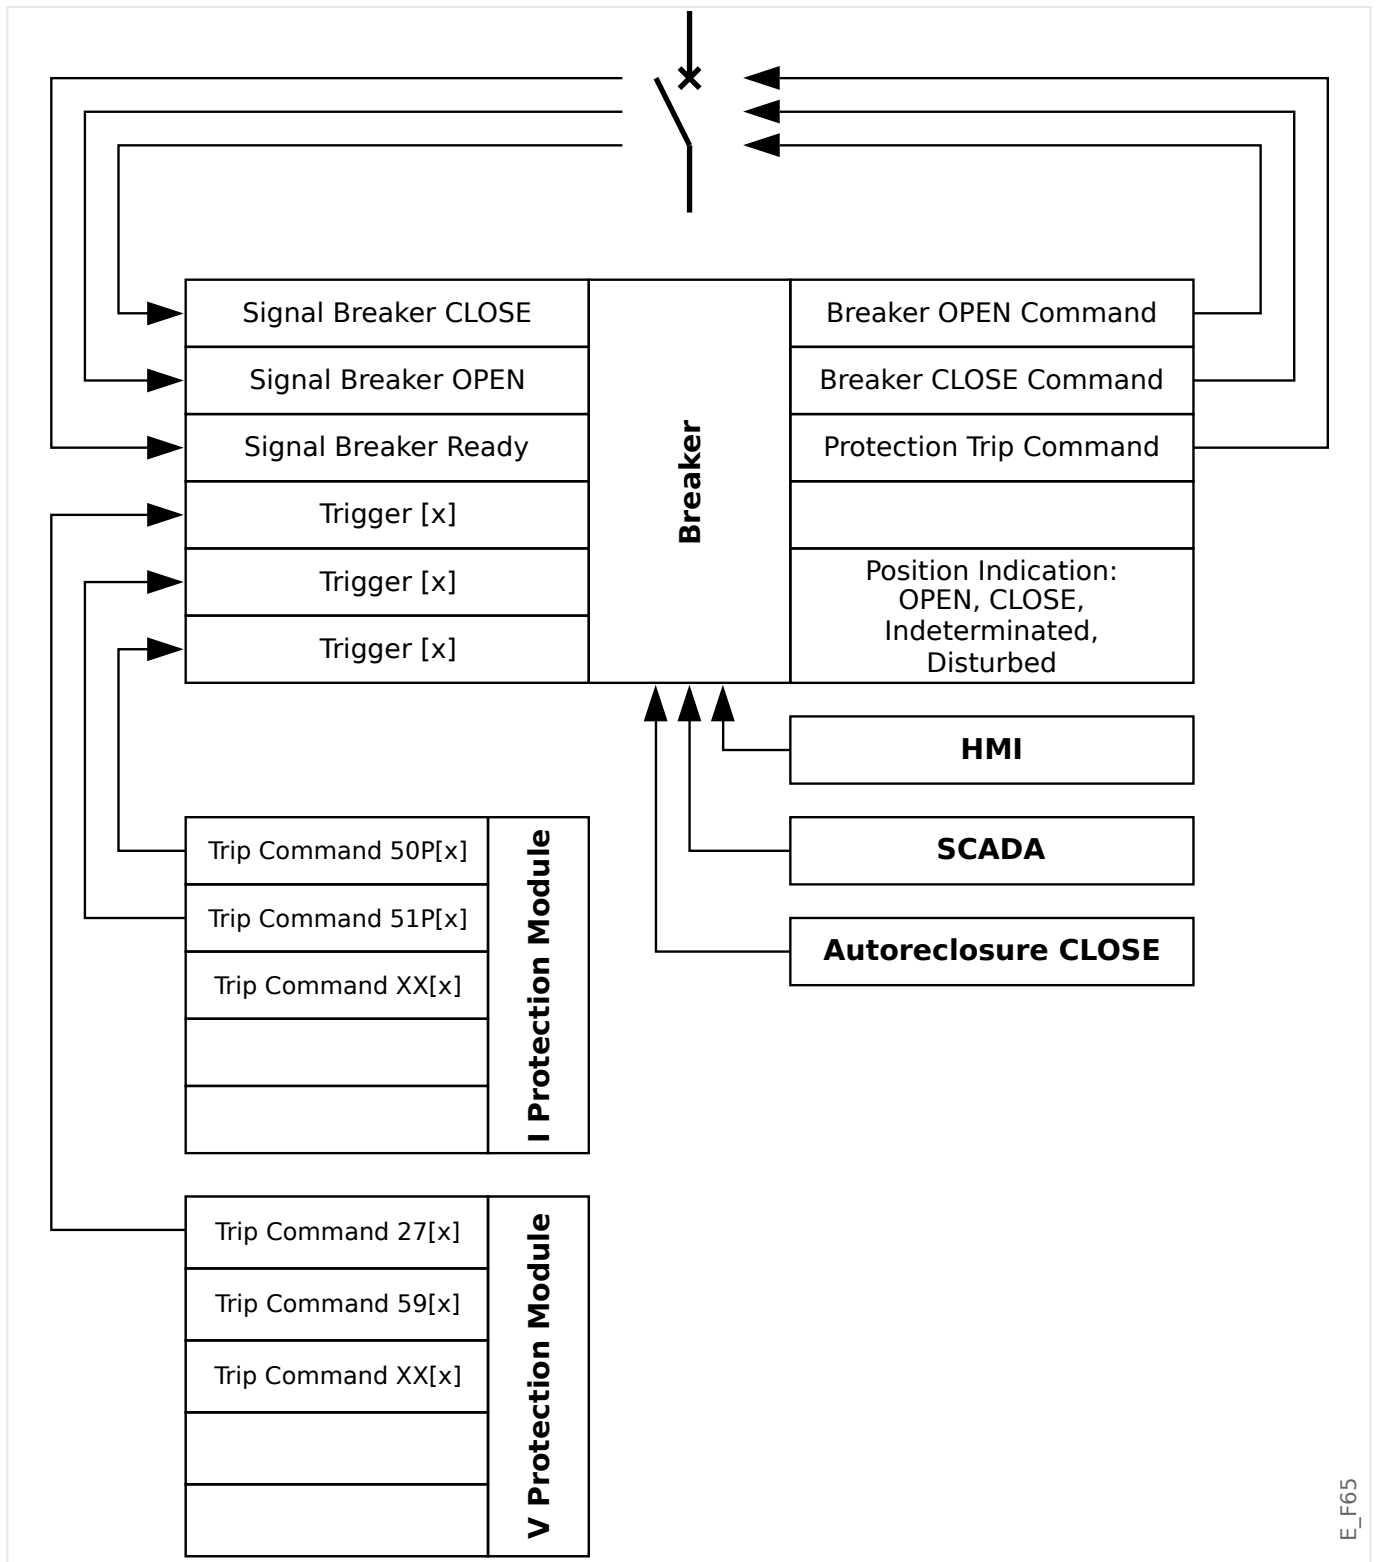 Signal Breaker CLOSE
Signal Breaker OPEN
Signal Breaker Ready
Trigger [x]
Trigger [x]
Trigger [x]
Breaker
Breaker OPEN Command
Breaker CLOSE Command
Protection Trip Command
Position Indication:
OPEN, CLOSE,
Indeterminated,
Disturbed
HMI
SCADA
Autoreclosure CLOSE
Trip Command 50P[x]
Trip Command 51P[x]
Trip Command XX[x]
I Protection Module
Trip Command 27[x]
Trip Command 59[x]
Trip Command XX[x]
V Protection Module
E_F65